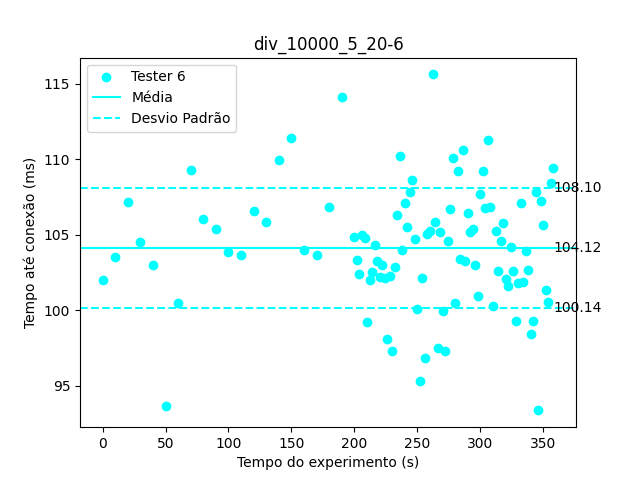 div_10000_5_20-6
Tester 6
Média
Desvio Padrão
115
110
105
100
95
108.10
104.12
100.14
0 50 100 150 200 250 300 350
Tempo até conexão (ms)
Tempo do experimento (s)